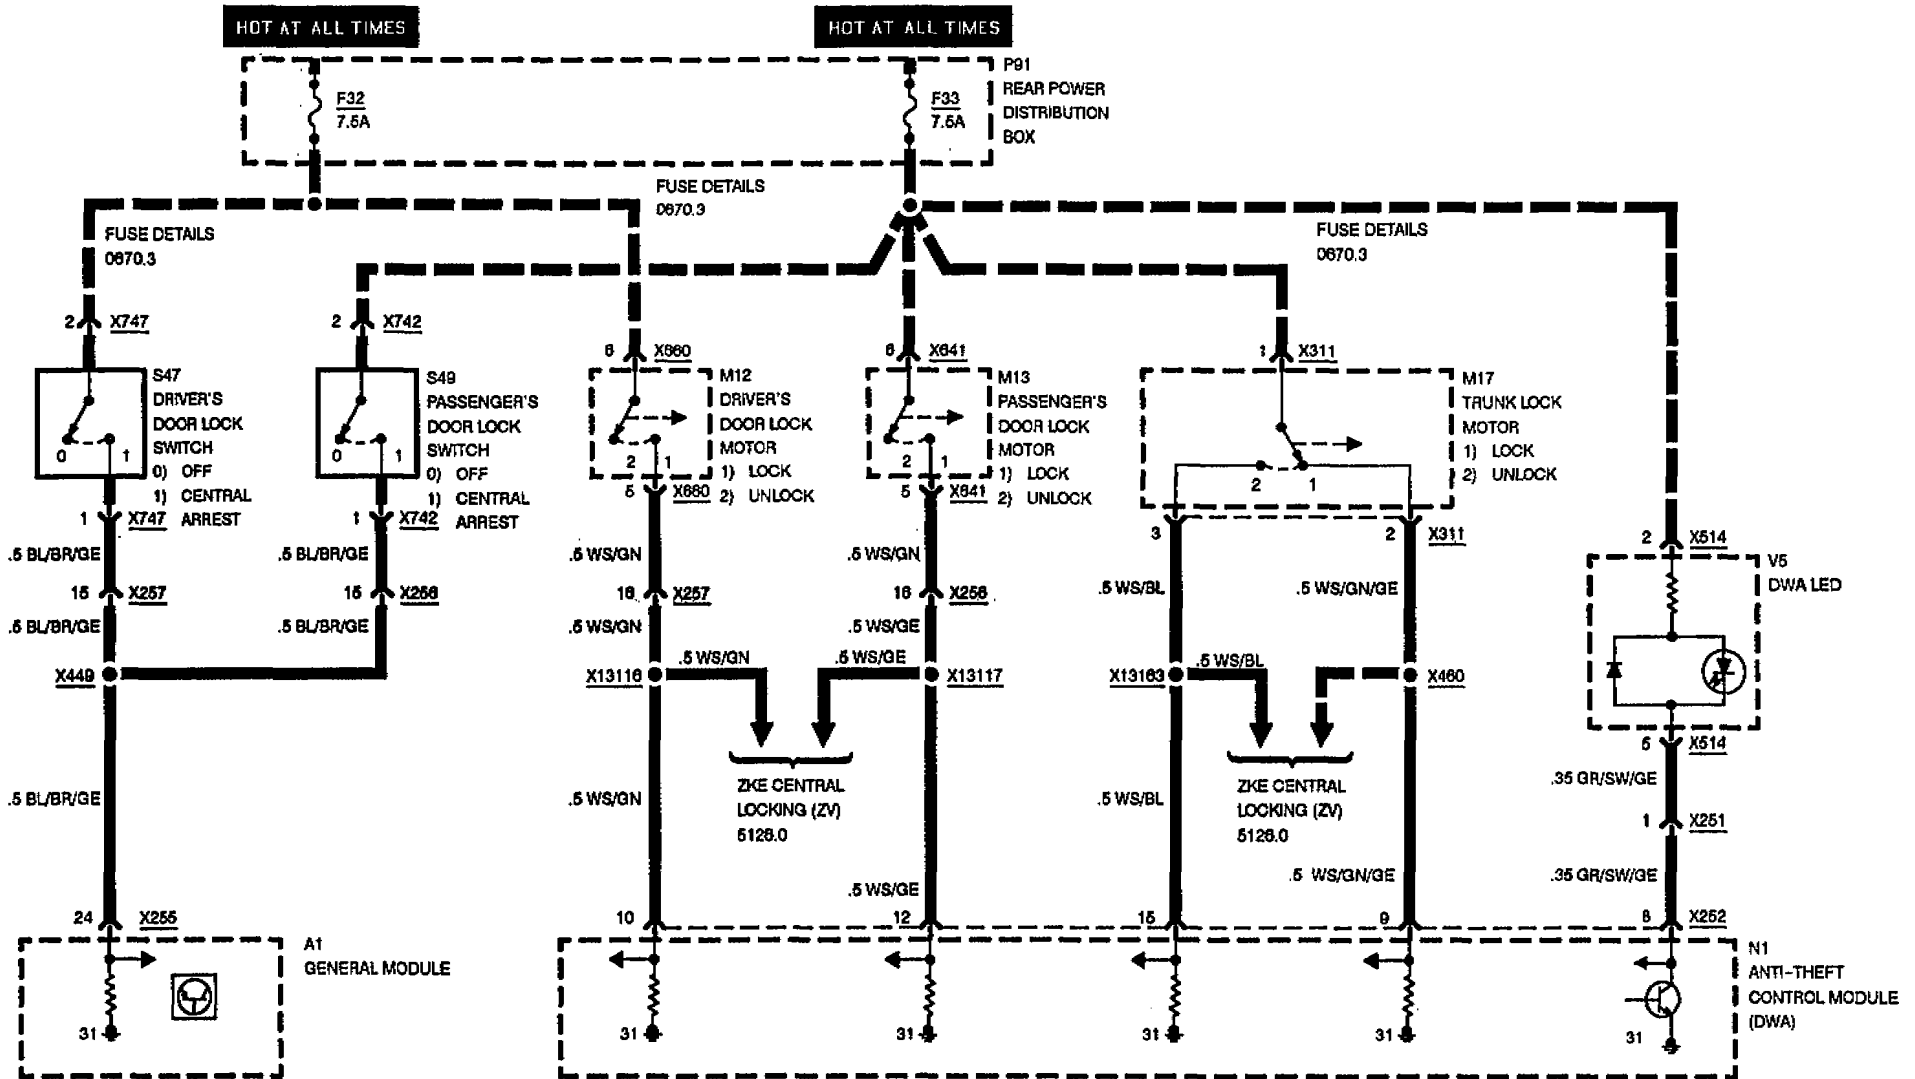 HOT AT ALL TIMES
HOT AT ALL TIMES
F32
7.5A
F33
7.5A
P91
REAR POWER
DISTRIBUTION
BOX
FUSE DETAILS
0670.3
FUSE DETAILS
0670.3
FUSE DETAILS
0670.3
2 X747
2 X742
6 X660
6 X641
1 X311
S47
DRIVER'S
DOOR LOCK
SWITCH
0) OFF
1) CENTRAL
ARREST
0 1
S49
PASSENGER'S
DOOR LOCK
SWITCH
0) OFF
1) CENTRAL
ARREST
0 1
M12
DRIVER'S
DOOR LOCK
MOTOR
1) LOCK
2) UNLOCK
2 1
M13
PASSENGER'S
DOOR LOCK
MOTOR
1) LOCK
2) UNLOCK
2 1
M17
TRUNK LOCK
MOTOR
1) LOCK
2) UNLOCK
2 1
1 X747
1 X742
5 X660
5 X641
3
2 X311
2 X514
V5
DWA LED
.5 BL/BR/GE
.5 BL/BR/GE
.5 WS/GN
.5 WS/GN
.5 WS/BL
.5 WS/GN/GE
15 X257
15 X256
16 X257
16 X256
.5 BL/BR/GE
.5 BL/BR/GE
.5 WS/GN
.5 WS/GE
X449
X13116
.5 WS/GN
.5 WS/GE
X13117
X13163
.5 WS/BL
X460
5 X514
ZKE CENTRAL
LOCKING (ZV)
5126.0
ZKE CENTRAL
LOCKING (ZV)
5126.0
.5 BL/BR/GE
.5 WS/GN
.5 WS/BL
.35 GR/SW/GE
1 X251
.5 WS/GE
.5 WS/GN/GE
.35 GR/SW/GE
24 X255
10
12
15
9
8 X252
A1
GENERAL MODULE
N1
ANTI-THEFT
CONTROL MODULE
(DWA)
31
31
31
31
31
31